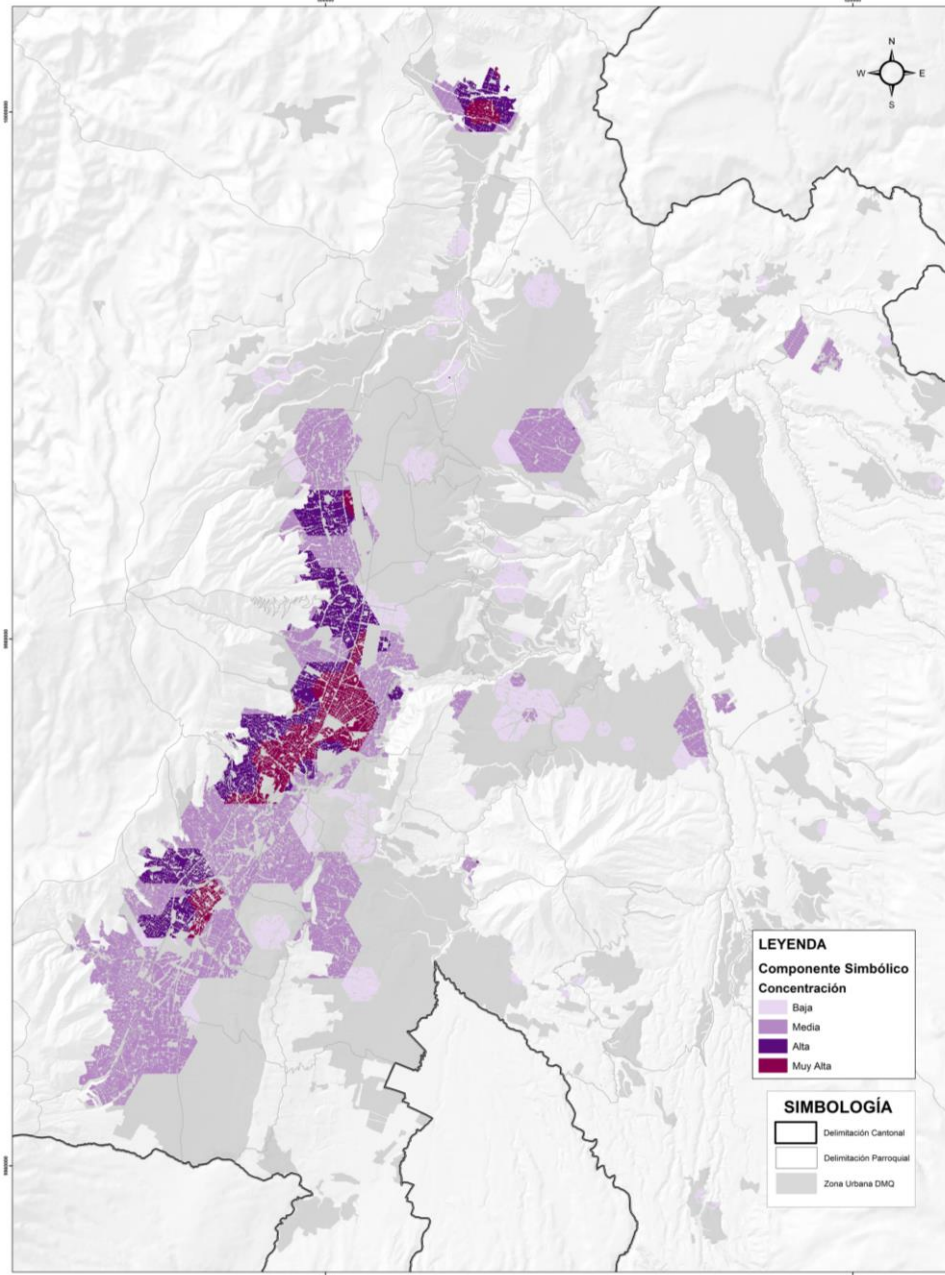 N
W E
S
LEYENDA
Componente Simbólico
Concentración
Baja
Media
Alta
Muy Alta
SIMBOLOGÍA
Delimitación Cantonal
Delimitación Parroquial
Zona Urbana DMQ